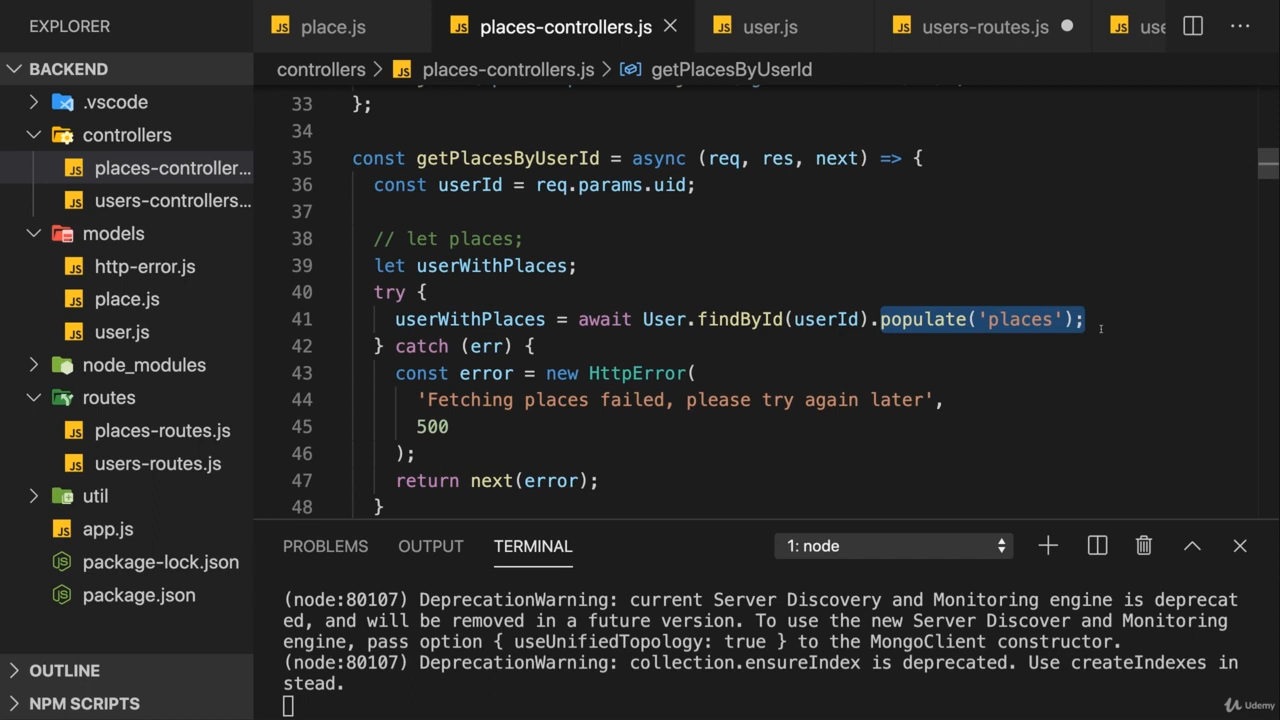 EXPLORER
place.js
places-controllers.js
user.js
users-routes.js
use
BACKEND
controllers > places-controllers.js > getPlacesByUserId
.vscode
controllers
places-controller...
users-controllers...
models
http-error.js
place.js
user.js
node_modules
routes
places-routes.js
users-routes.js
util
app.js
package-lock.json
package.json
OUTLINE
NPM SCRIPTS
33 };
34
35 const getPlacesByUserId = async (req, res, next) => {
36 const userId = req.params.uid;
37
38 // let places;
39 let userWithPlaces;
40 try {
41 userWithPlaces = await User.findById(userId).populate('places');
42 } catch (err) {
43 const error = new HttpError(
44 'Fetching places failed, please try again later',
45 500
46 );
47 return next(error);
48 }
PROBLEMS OUTPUT TERMINAL 1: node
(node:80107) DeprecationWarning: current Server Discovery and Monitoring engine is deprecat
ed, and will be removed in a future version. To use the new Server Discover and Monitoring
engine, pass option { useUnifiedTopology: true } to the MongoClient constructor.
(node:80107) DeprecationWarning: collection.ensureIndex is deprecated. Use createIndexes in
stead.
Udemy